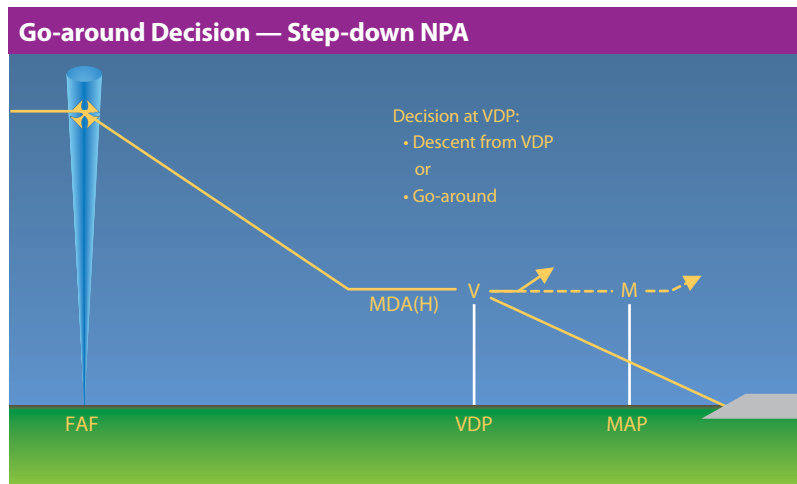 Go-around Decision — Step-down NPA
Decision at VDP:
• Descent from VDP
or
• Go-around
MDA(H)
V
M
FAF
VDP
MAP